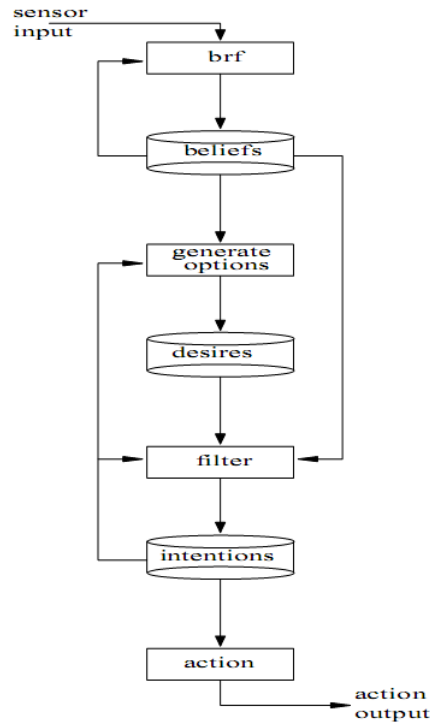 sensor
input
brf
beliefs
generate
options
desires
filter
intentions
action
action
output